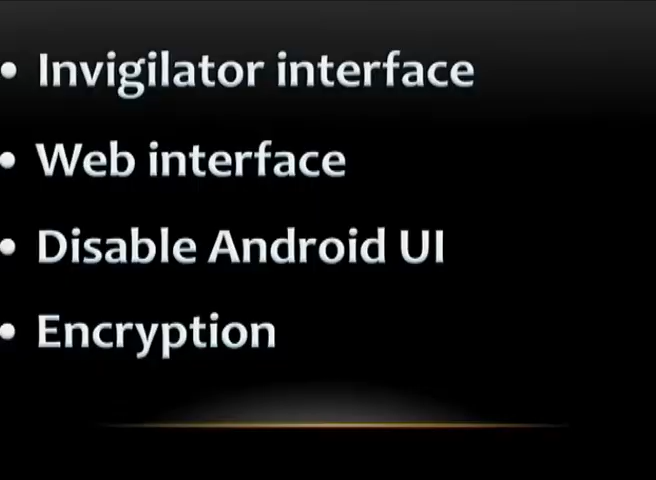 • Invigilator interface
• Web interface
• Disable Android UI
• Encryption